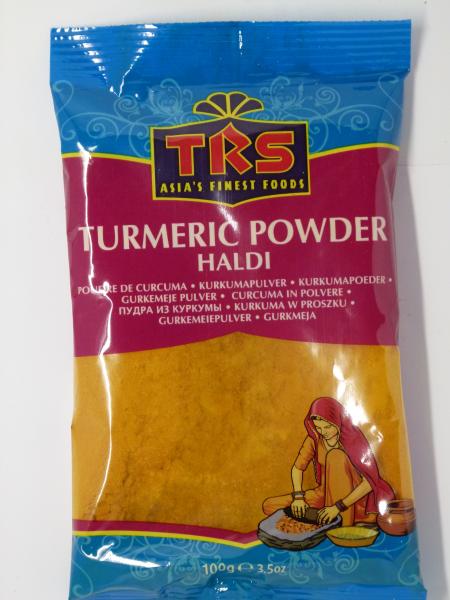 TRS
ASIA'S FINEST FOODS
TURMERIC POWDER
HALDI
POUDRE DE CURCUMA • KURKUMAPULVER • KURKUMAPOEDER •
GURKEMEJE PULVER • CURCUMA IN POLVERE •
ПУДРА ИЗ КУРКУМЫ • KURKUMA W PROSZKU •
GURKEMEIEPULVER • GURKMEJA
100g ℮ 3.5oz